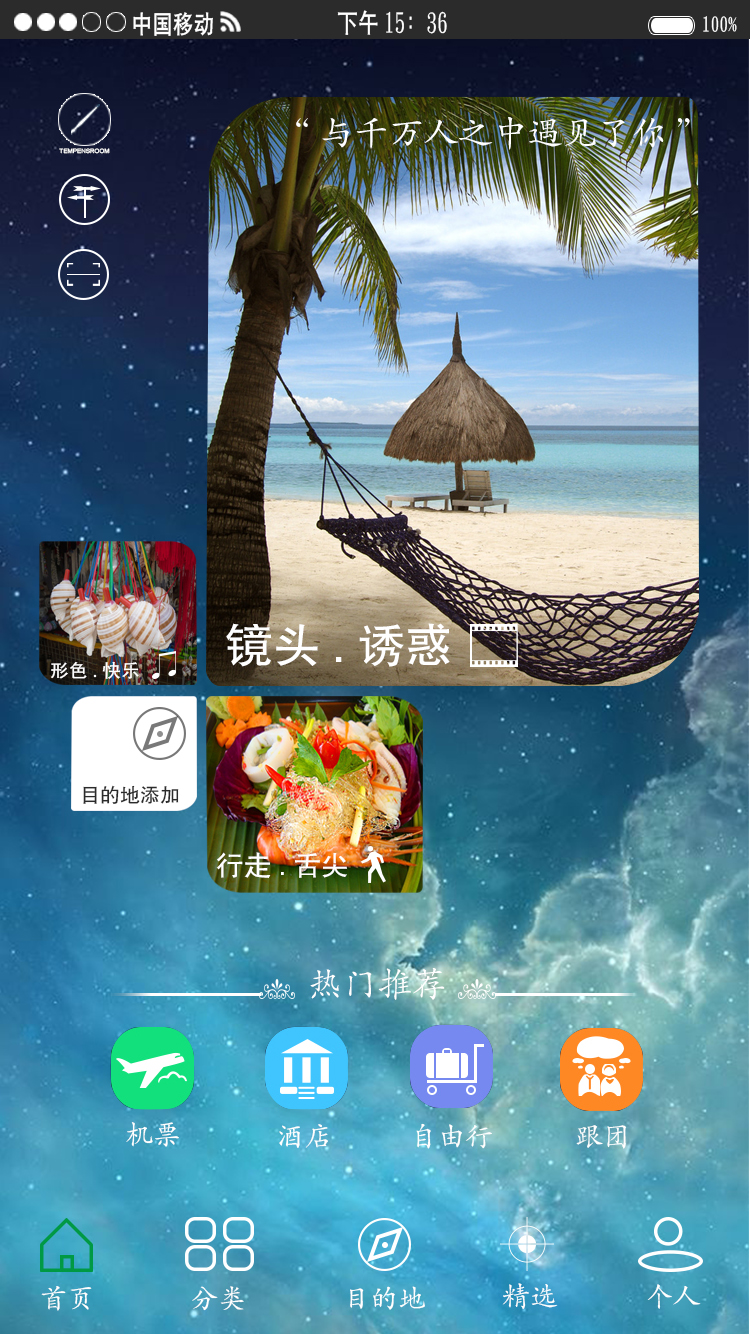 中国移动
下午 15：36
100%
TEMPENSROOM
“与千万人之中遇见了你”
镜头．诱惑
形色．快乐
目的地添加
行走．舌尖
热门推荐
机票
酒店
自由行
跟团
首页
分类
目的地
精选
个人